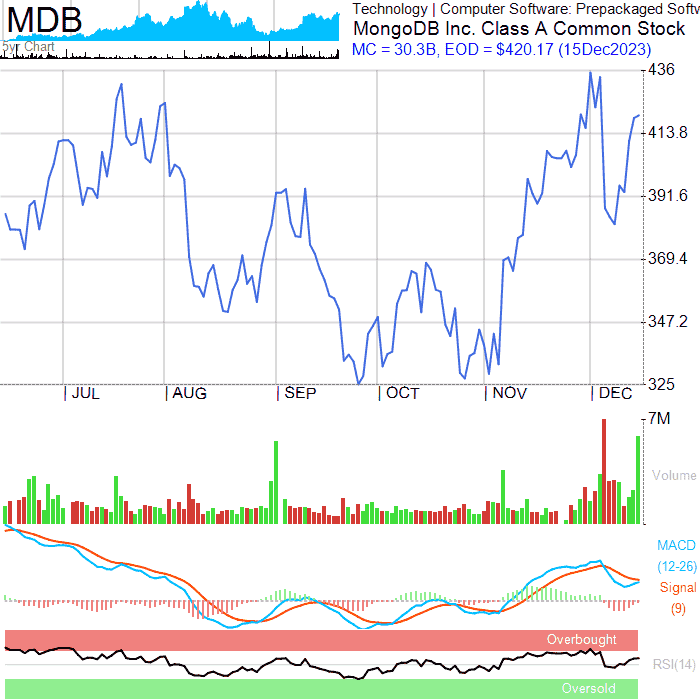 MDB
5yr Chart
Technology | Computer Software: Prepackaged Softw
MongoDB Inc. Class A Common Stock
MC = 30.3B, EOD = $420.17 (15Dec2023)
436
413.8
391.6
369.4
347.2
325
JUL AUG SEP OCT NOV DEC
7M
Volume
MACD
(12-26)
Signal
(9)
Overbought
RSI(14)
Oversold